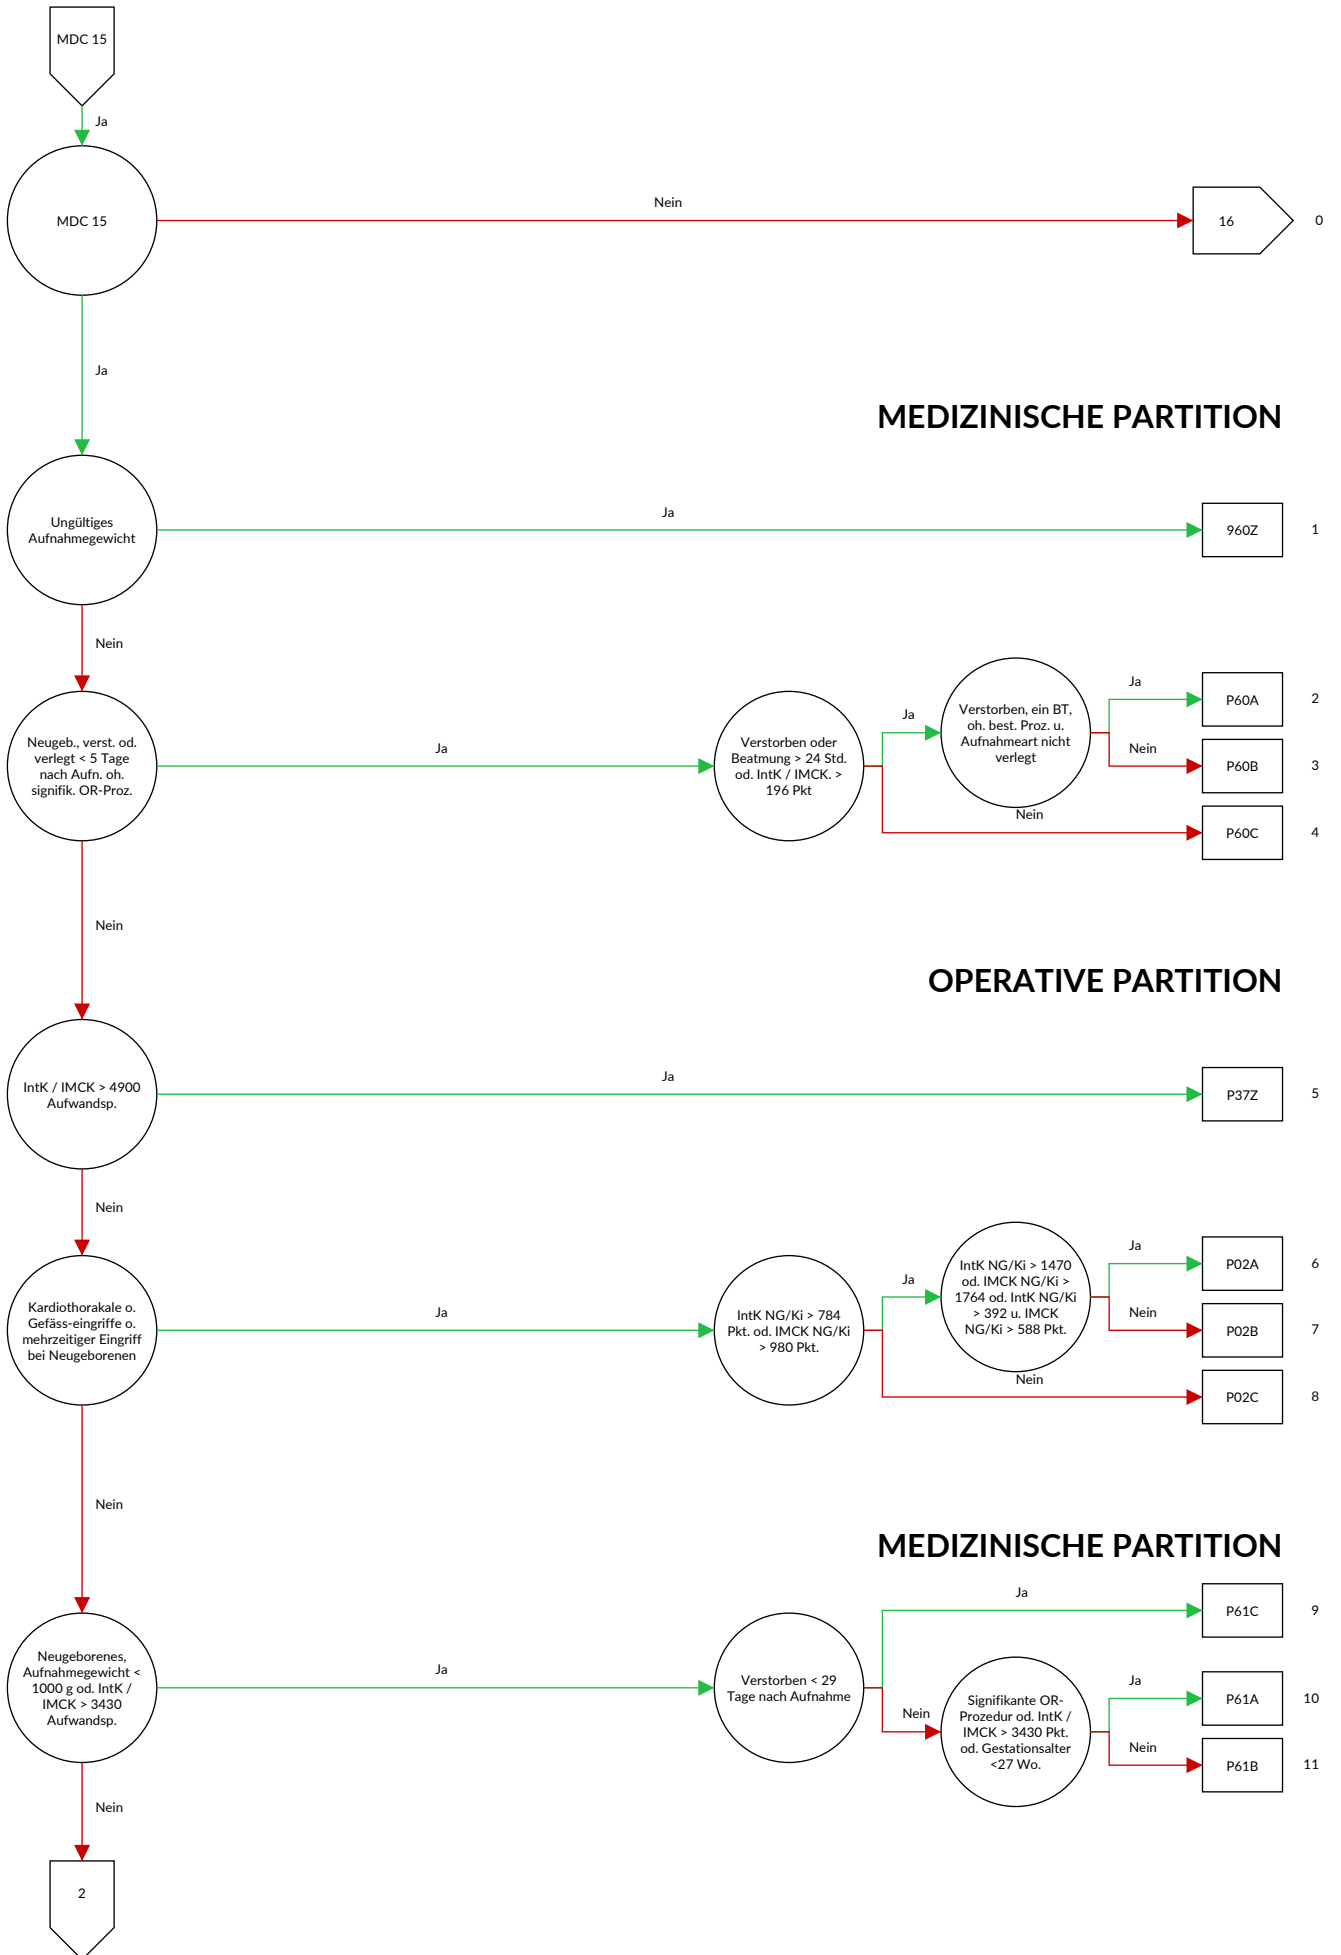 MDC 15
Ja
MDC 15
Nein
16
0
Ja
MEDIZINISCHE PARTITION
Ungültiges
Aufnahmegewicht
Ja
960Z
1
Nein
Neugeb., verst. od.
verlegt < 5 Tage
nach Aufn. oh.
signifik. OR-Proz.
Ja
Verstorben oder
Beatmung > 24 Std.
od. IntK / IMCK. >
196 Pkt
Ja
Verstorben, ein BT,
oh. best. Proz. u.
Aufnahmeart nicht
verlegt
Ja
P60A
2
Nein
P60B
3
Nein
P60C
4
Nein
OPERATIVE PARTITION
IntK / IMCK > 4900
Aufwandsp.
Ja
P37Z
5
Nein
Kardiothorakale o.
Gefäss-eingriffe o.
mehrzeitiger Eingriff
bei Neugeborenen
Ja
IntK NG/Ki > 784
Pkt. od. IMCK NG/Ki
> 980 Pkt.
Ja
IntK NG/Ki > 1470
od. IMCK NG/Ki >
1764 od. IntK NG/Ki
> 392 u. IMCK
NG/Ki > 588 Pkt.
Ja
P02A
6
Nein
P02B
7
Nein
P02C
8
Nein
MEDIZINISCHE PARTITION
Neugeborenes,
Aufnahmegewicht <
1000 g od. IntK /
IMCK > 3430
Aufwandsp.
Ja
Verstorben < 29
Tage nach Aufnahme
Ja
P61C
9
Nein
Signifikante OR-
Prozedur od. IntK /
IMCK > 3430 Pkt.
od. Gestationsalter
<27 Wo.
Ja
P61A
10
Nein
P61B
11
Nein
2